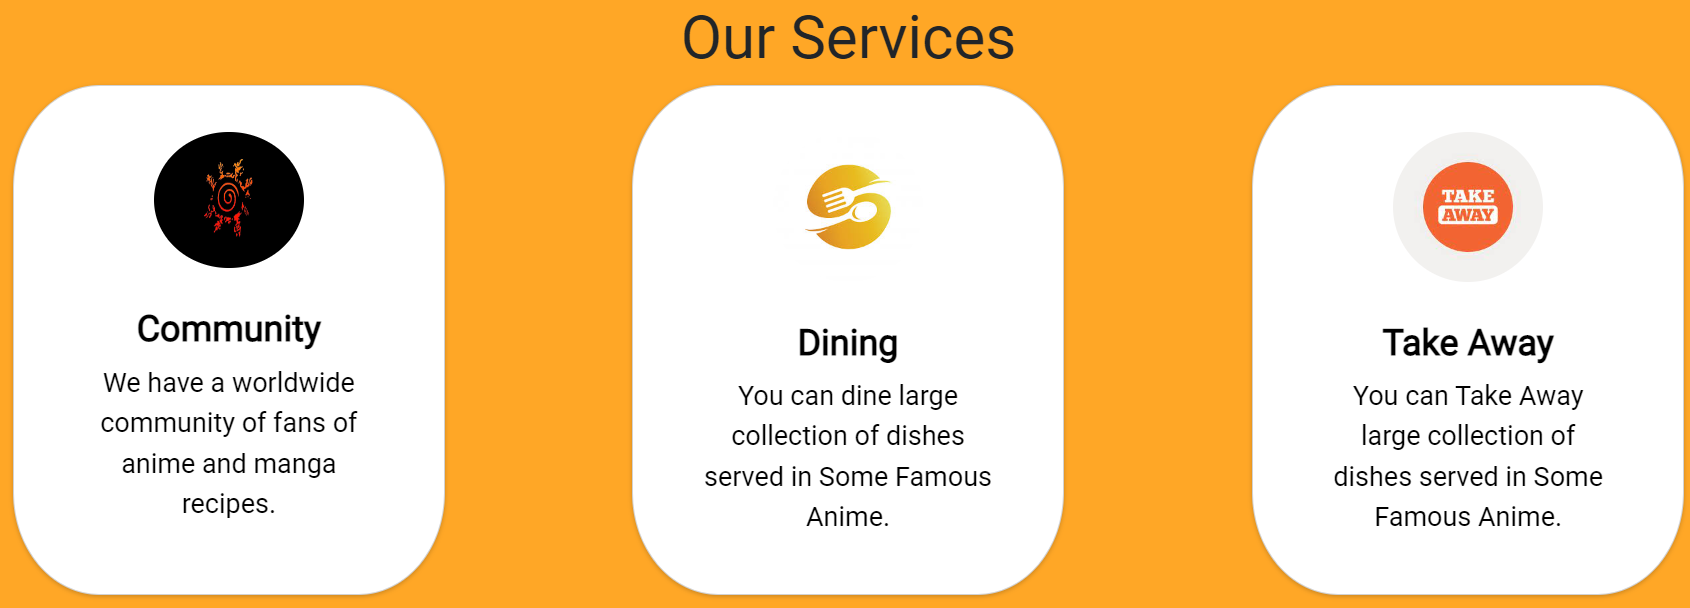 Our Services
Community
We have a worldwide
community of fans of
anime and manga
recipes.
Dining
You can dine large
collection of dishes
served in Some Famous
Anime.
TAKE
AWAY
Take Away
You can Take Away
large collection of
dishes served in Some
Famous Anime.